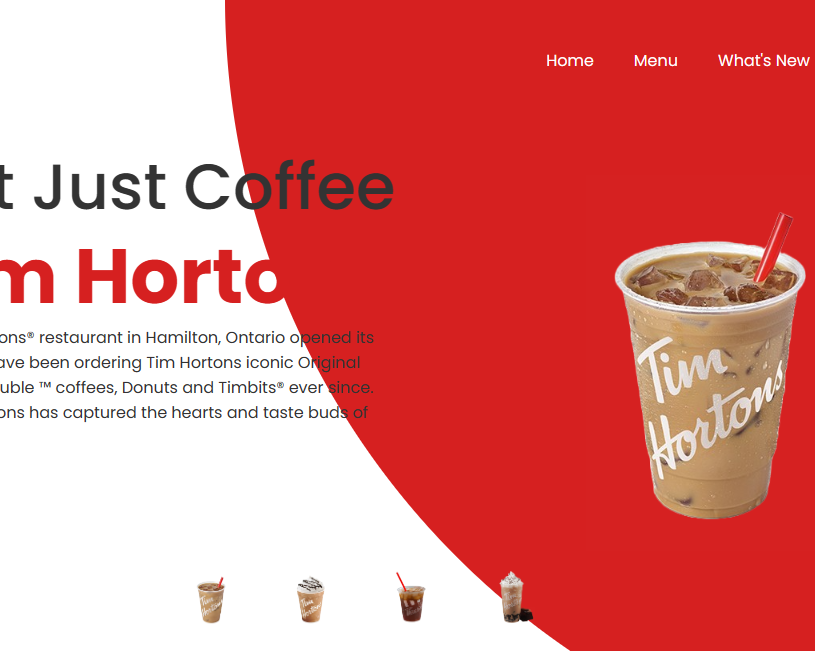 Home Menu What's New
t Just Coffee
m Horto
ons® restaurant in Hamilton, Ontario opened its
ave been ordering Tim Hortons iconic Original
uble ™ coffees, Donuts and Timbits® ever since.
ons has captured the hearts and taste buds of
Tim
Hortons